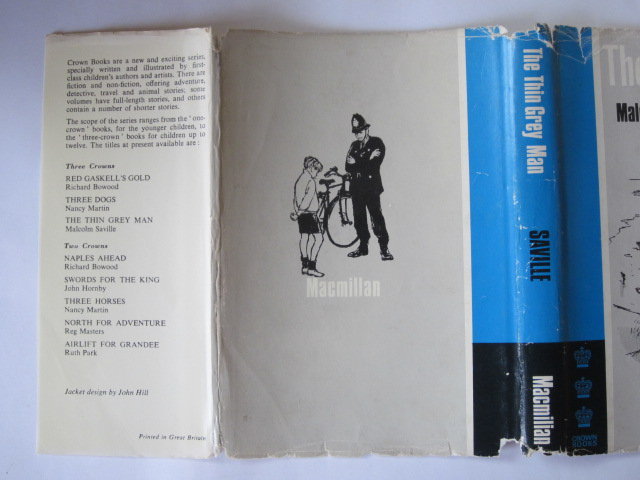 Crown Books are a new and exciting series,
specially written and illustrated by first-
class children's authors and artists. There are
fiction and non-fiction, offering adventure,
detective, travel and animal stories; some
volumes have full-length stories, and others
contain a number of shorter stories.
The scope of the series ranges from the 'one-
crown' books, for the younger children, to
the 'three-crown' books for children up to
twelve. The titles at present available are :
Three Crowns
RED GASKELL'S GOLD
Richard Bowood
THREE DOGS
Nancy Martin
THE THIN GREY MAN
Malcolm Saville
Two Crowns
NAPLES AHEAD
Richard Bowood
SWORDS FOR THE KING
John Hornby
THREE HORSES
Nancy Martin
NORTH FOR ADVENTURE
Reg Masters
AIRLIFT FOR GRANDEE
Ruth Park
Jacket design by John Hill
Printed in Great Britain
Macmillan
The Thin Grey Man
SAVILLE
Macmillan
CROWN
BOOKS
The
Mal